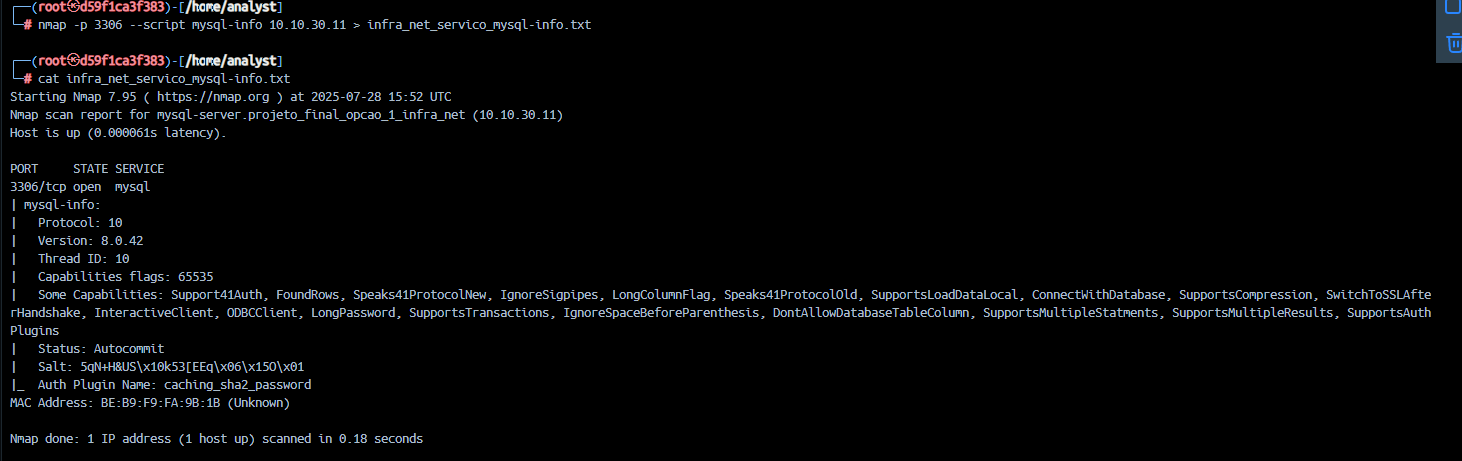 ┌──(root㉿d59f1ca3f383)-[/home/analyst]
└─# nmap -p 3306 --script mysql-info 10.10.30.11 > infra_net_servico_mysql-info.txt
┌──(root㉿d59f1ca3f383)-[/home/analyst]
└─# cat infra_net_servico_mysql-info.txt
Starting Nmap 7.95 ( https://nmap.org ) at 2025-07-28 15:52 UTC
Nmap scan report for mysql-server.projeto_final_opcao_1_infra_net (10.10.30.11)
Host is up (0.000061s latency).
PORT     STATE SERVICE
3306/tcp open  mysql
| mysql-info:
|   Protocol: 10
|   Version: 8.0.42
|   Thread ID: 10
|   Capabilities flags: 65535
|   Some Capabilities: Support41Auth, FoundRows, Speaks41ProtocolNew, IgnoreSigpipes, LongColumnFlag, Speaks41ProtocolOld, SupportsLoadDataLocal, ConnectWithDatabase, SupportsCompression, SwitchToSSLAfte
rHandshake, InteractiveClient, ODBCClient, LongPassword, SupportsTransactions, IgnoreSpaceBeforeParenthesis, DontAllowDatabaseTableColumn, SupportsMultipleStatments, SupportsMultipleResults, SupportsAuth
Plugins
|   Status: Autocommit
|   Salt: 5qN+H&US\x10k53[EEq\x06\x15O\x01
|_  Auth Plugin Name: caching_sha2_password
MAC Address: BE:B9:F9:FA:9B:1B (Unknown)
Nmap done: 1 IP address (1 host up) scanned in 0.18 seconds